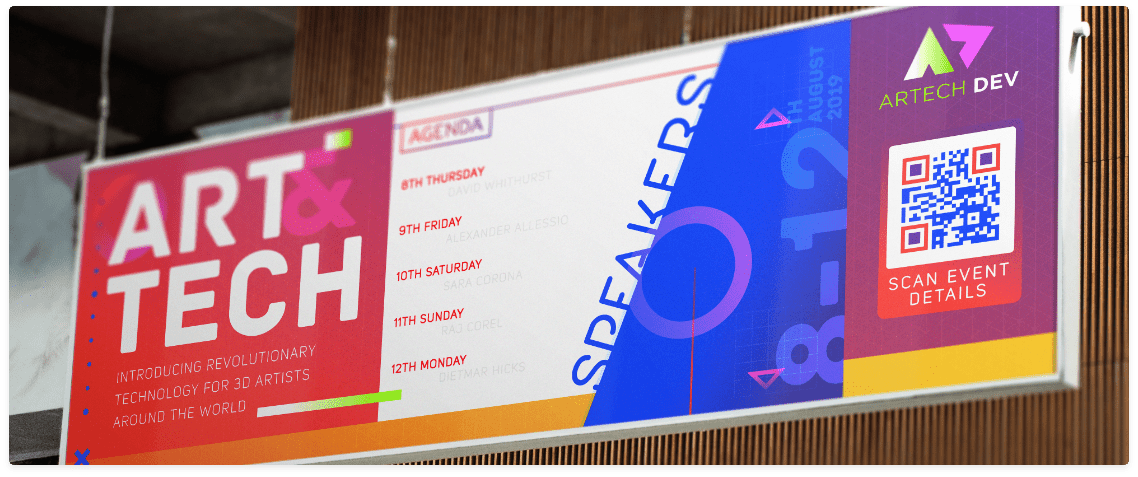 ART &
TECH
INTRODUCING REVOLUTIONARY
TECHNOLOGY FOR 3D ARTISTS
AROUND THE WORLD
AGENDA
8TH THURSDAY
DAVID WHITHURST
9TH FRIDAY
ALEXANDER ALLESSIO
10TH SATURDAY
SARA CORONA
11TH SUNDAY
RAJ COREL
12TH MONDAY
DIETMAR HICKS
SPEAKERS
8-12
TH
AUGUST
2019
ARTECH DEV
SCAN EVENT
DETAILS